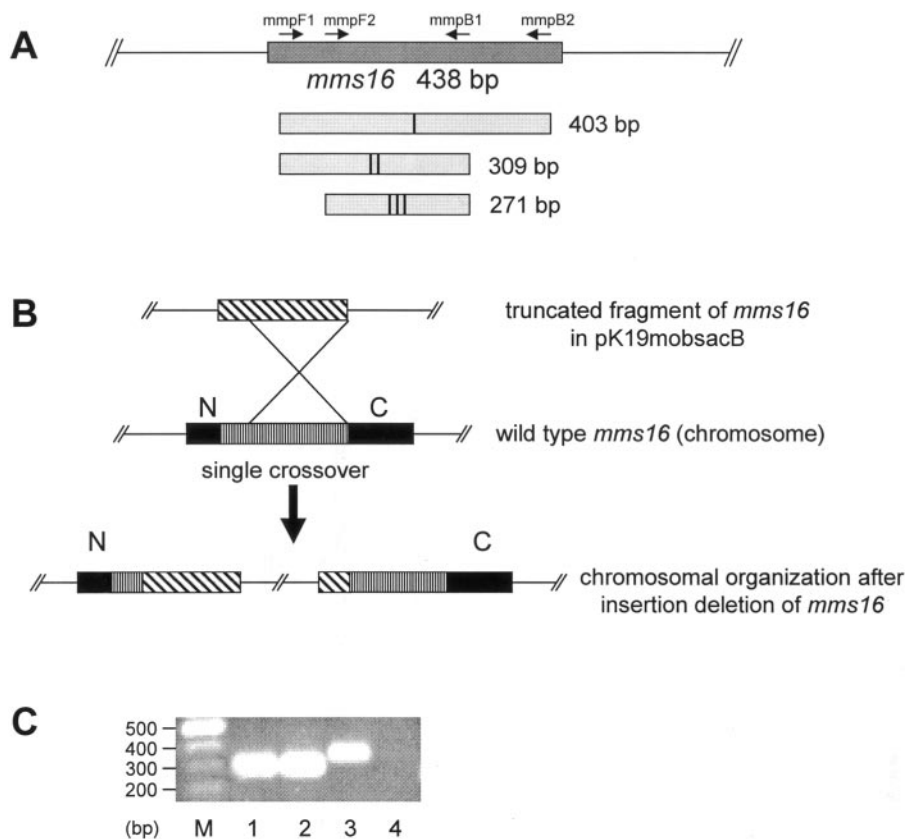 A
mmpF1 mmpF2 mmpB1 mmpB2
mms16 438 bp
403 bp
309 bp
271 bp
B
truncated fragment of mms16
in pK19mobsacB
N C
wild type mms16 (chromosome)
single crossover
N C
chromosomal organization after
insertion deletion of mms16
C
500
400
300
200
(bp) M 1 2 3 4